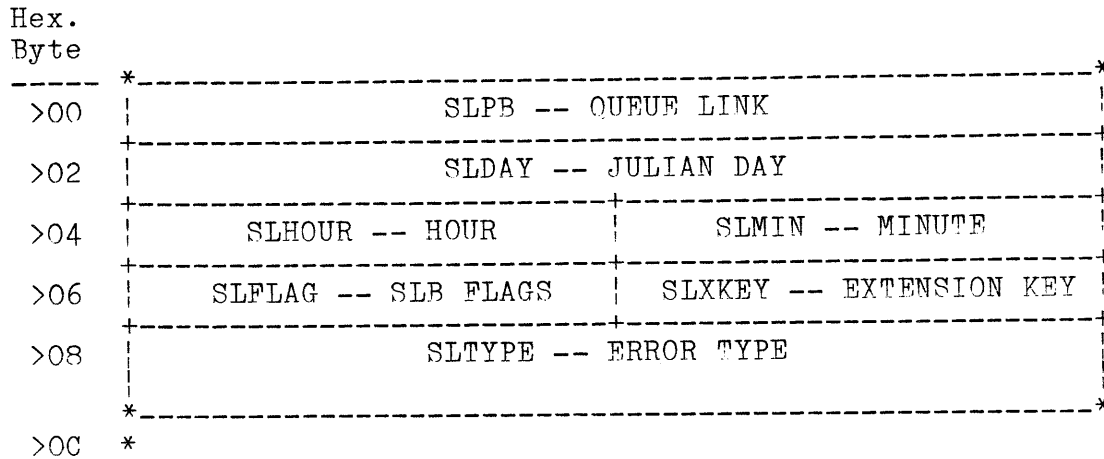 Hex.
Byte
----- *----------------------------------------------------------*
>00 ! SLPB -- QUEUE LINK !
+----------------------------------------------------------+
>02 ! SLDAY -- JULIAN DAY !
+-----------------------------+----------------------------+
>04 ! SLHOUR -- HOUR ! SLMIN -- MINUTE !
+-----------------------------+----------------------------+
>06 ! SLFLAG -- SLB FLAGS ! SLXKEY -- EXTENSION KEY !
+-----------------------------+----------------------------+
>08 ! SLTYPE -- ERROR TYPE !
! !
*----------------------------------------------------------*
>0C *